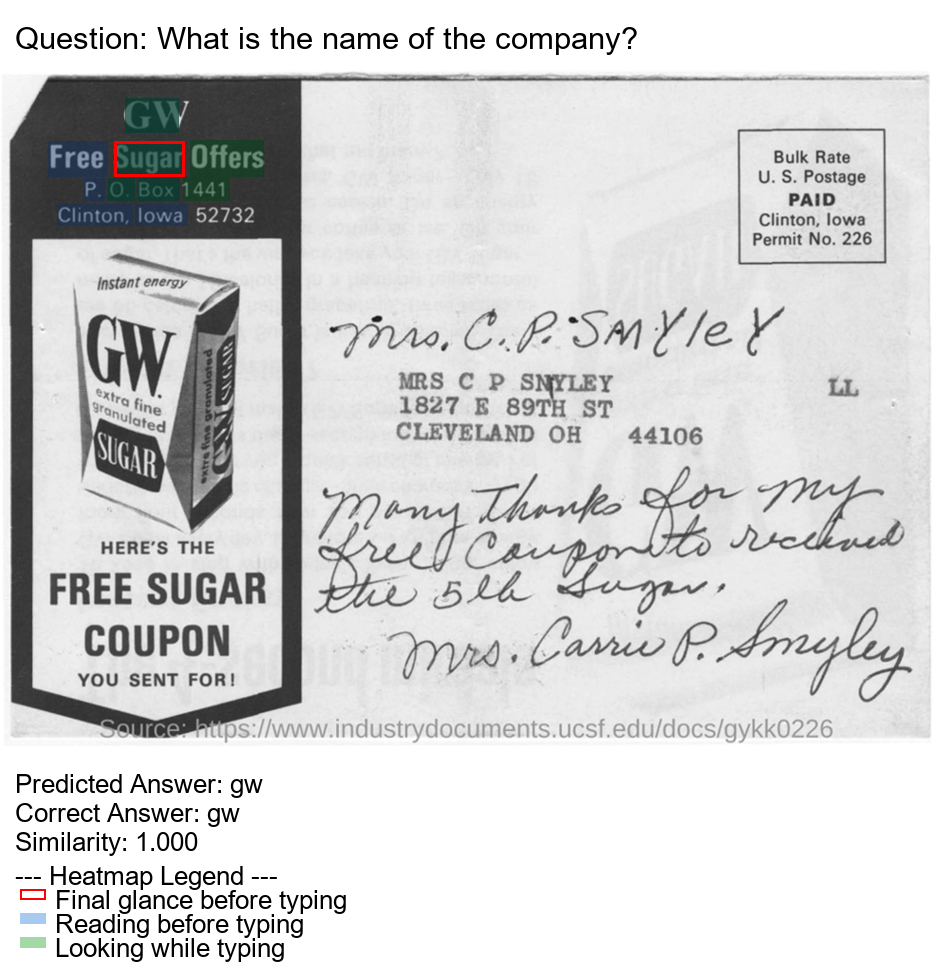 Question: What is the name of the company?
GW
Free Sugar Offers
P. O. Box 1441
Clinton, Iowa 52732
Bulk Rate
U. S. Postage
PAID
Clinton, Iowa
Permit No. 226
Instant energy
GW.
extra fine
granulated
SUGAR
extra fine granulated
Mrs. C. P. SMYleY
MRS C P SMYLEY
LL
1827 E 89TH ST
CLEVELAND OH 44106
Many Thanks for my
free Coupon to received
the 5 lb Sugar.
Mrs. Carrie P. Smyley
HERE'S THE
FREE SUGAR
COUPON
YOU SENT FOR!
Source: https://www.industrydocuments.ucsf.edu/docs/gykk0226
Predicted Answer: gw
Correct Answer: gw
Similarity: 1.000
--- Heatmap Legend ---
Final glance before typing
Reading before typing
Looking while typing